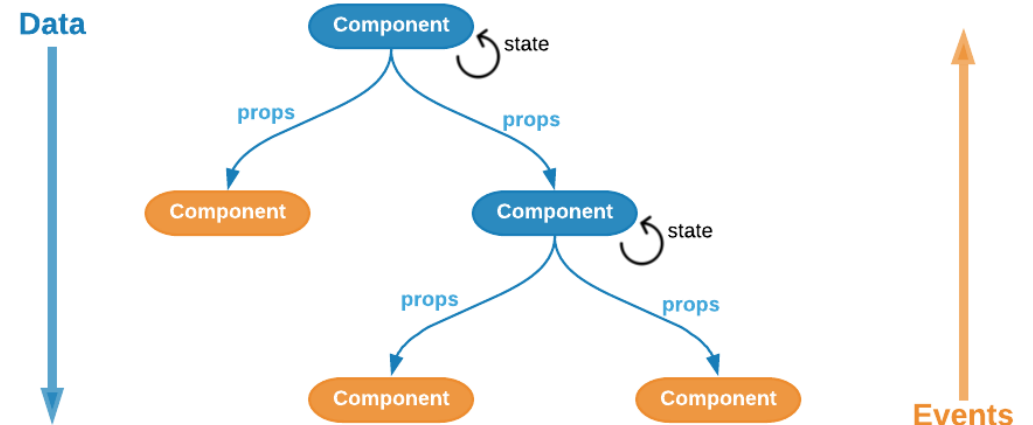 Data
Component
state
props
props
Component
Component
state
props
props
Component
Component
Events